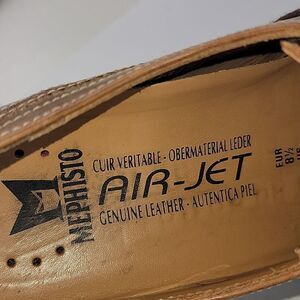 MEPHISTO
CUIR VERITABLE - OBERMATERIAL LEDER
AIR-JET
GENUINE LEATHER - AUTENTICA PIEL
EUR
8½